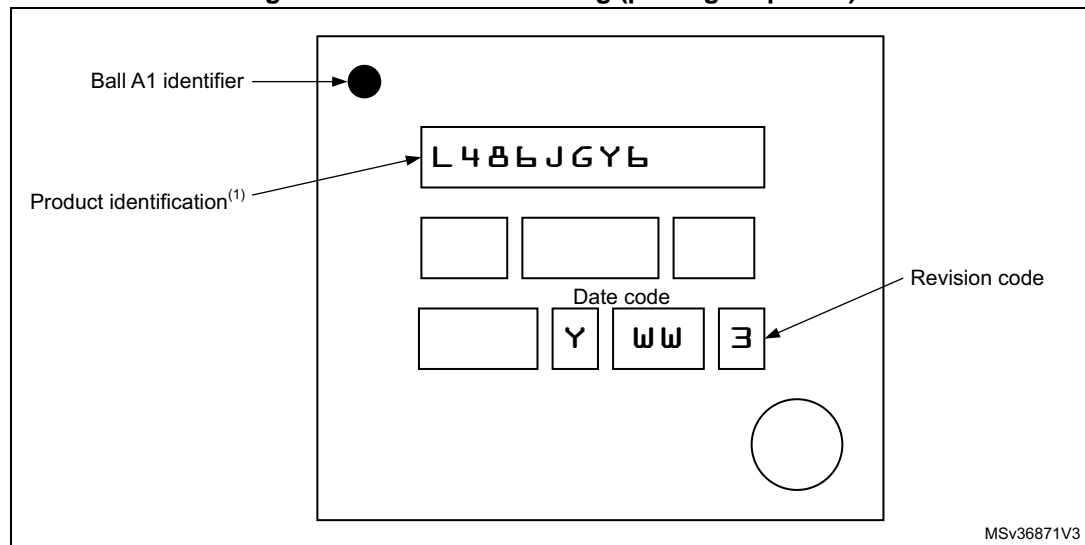 Ball A1 identifier
L486JGY6
Product identification(1)
Revision code
Date code
Y WW 3
MSv36871V3